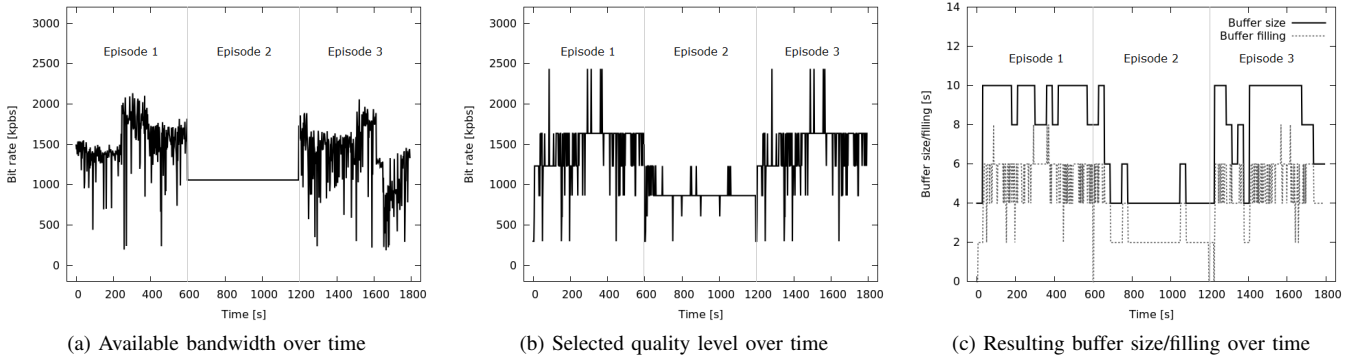 3000
2500
2000
1500
1000
500
0
Bit rate [kpbs]
Episode 1
Episode 2
Episode 3
0 200 400 600 800 1000 1200 1400 1600 1800
Time [s]
(a) Available bandwidth over time
3000
2500
2000
1500
1000
500
0
Bit rate [kpbs]
Episode 1
Episode 2
Episode 3
0 200 400 600 800 1000 1200 1400 1600 1800
Time [s]
(b) Selected quality level over time
14
12
10
8
6
4
2
0
Buffer size/filling [s]
Buffer size
Buffer filling
Episode 1
Episode 2
Episode 3
0 200 400 600 800 1000 1200 1400 1600 1800
Time [s]
(c) Resulting buffer size/filling over time